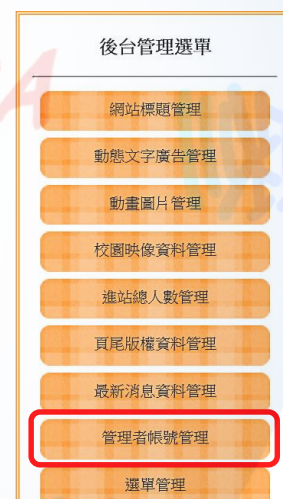 後台管理選單
網站標題管理
動態文字廣告管理
動畫圖片管理
校園映像資料管理
進站總人數管理
頁尾版權資料管理
最新消息資料管理
管理者帳號管理
選單管理